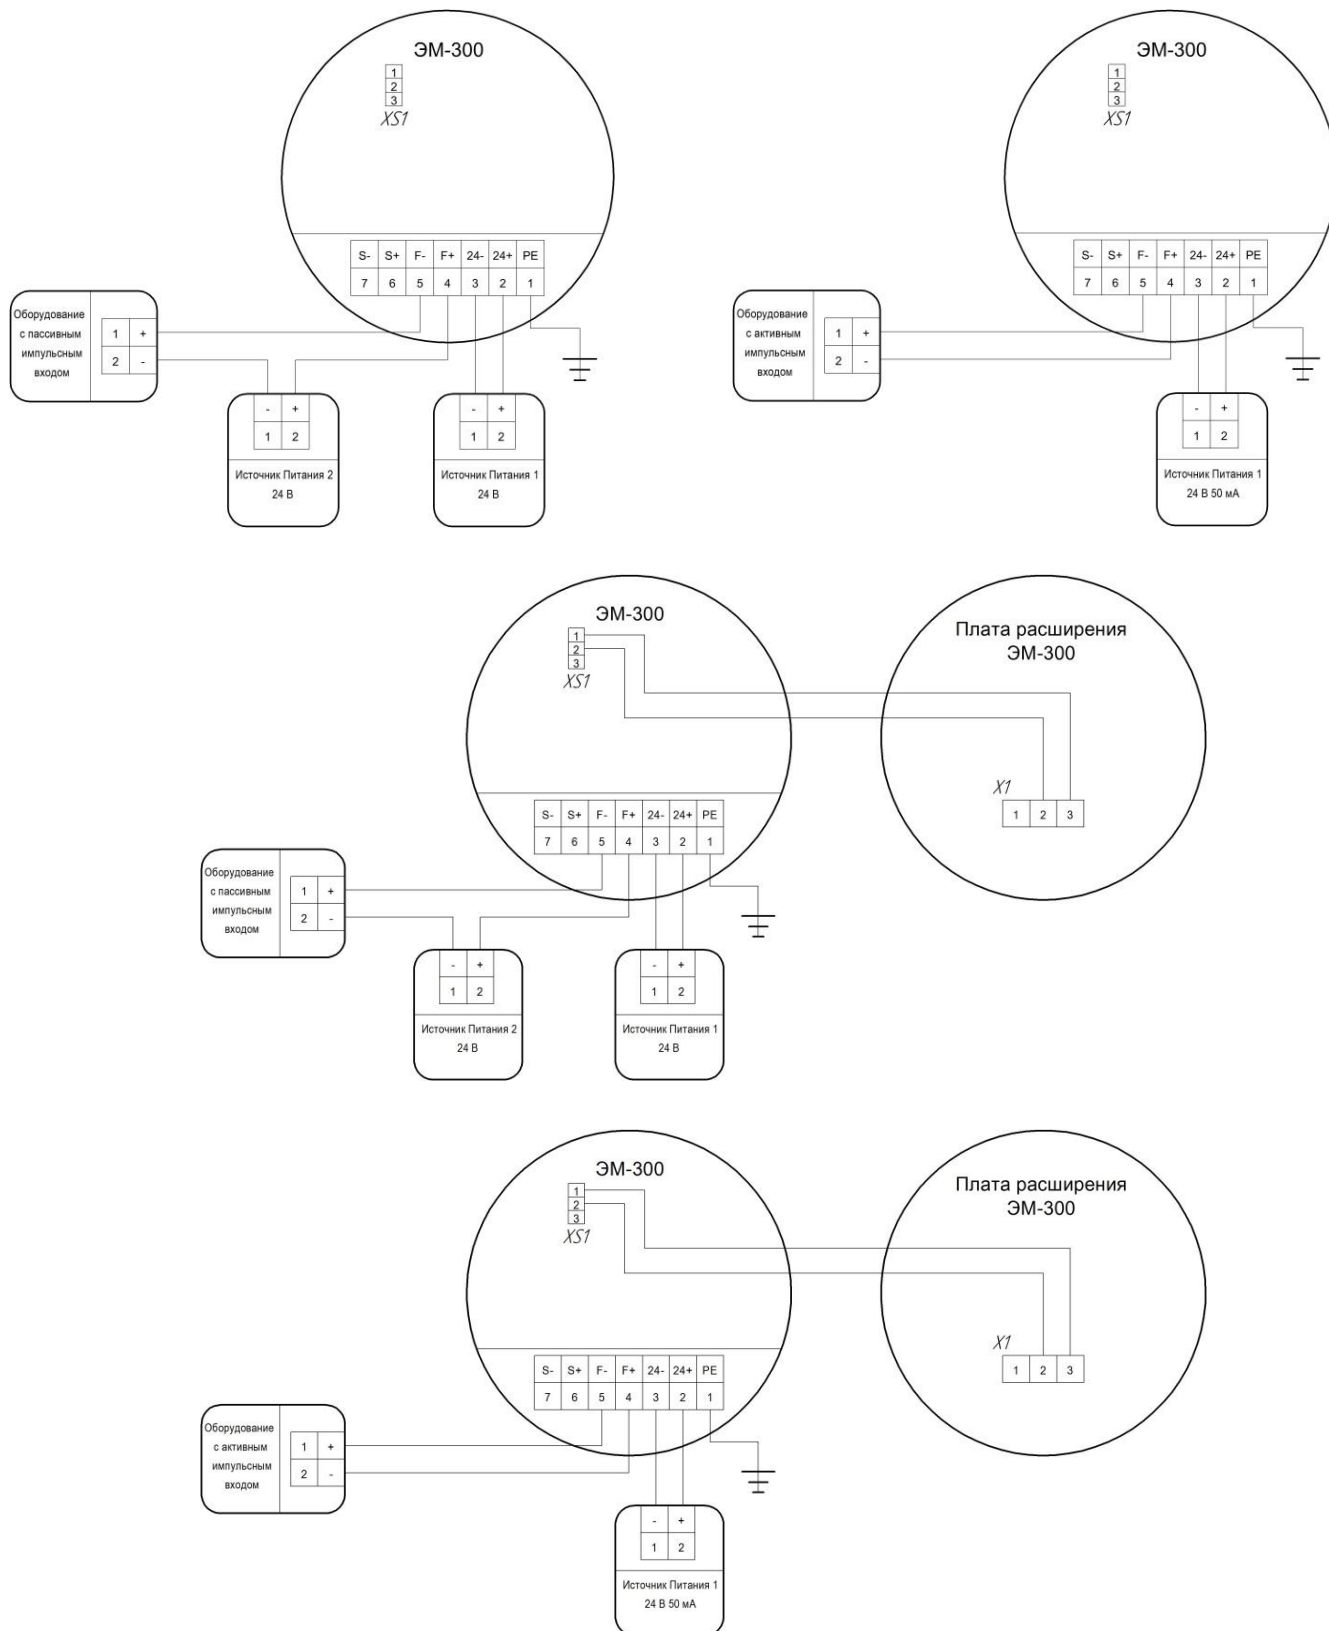 ЭМ-300
1
2
3
XS1
S- S+ F- F+ 24- 24+ PE
7 6 5 4 3 2 1
Оборудование
с пассивным
импульсным
входом
1 +
2 -
- +
1 2
Источник Питания 2
24 В
- +
1 2
Источник Питания 1
24 В
ЭМ-300
1
2
3
XS1
S- S+ F- F+ 24- 24+ PE
7 6 5 4 3 2 1
Оборудование
с активным
импульсным
входом
1 +
2 -
- +
1 2
Источник Питания 1
24 В 50 мА
ЭМ-300
1
2
3
XS1
S- S+ F- F+ 24- 24+ PE
7 6 5 4 3 2 1
Плата расширения
ЭМ-300
X1
1 2 3
Оборудование
с пассивным
импульсным
входом
1 +
2 -
- +
1 2
Источник Питания 2
24 В
- +
1 2
Источник Питания 1
24 В
ЭМ-300
1
2
3
XS1
S- S+ F- F+ 24- 24+ PE
7 6 5 4 3 2 1
Плата расширения
ЭМ-300
X1
1 2 3
Оборудование
с активным
импульсным
входом
1 +
2 -
- +
1 2
Источник Питания 1
24 В 50 мА